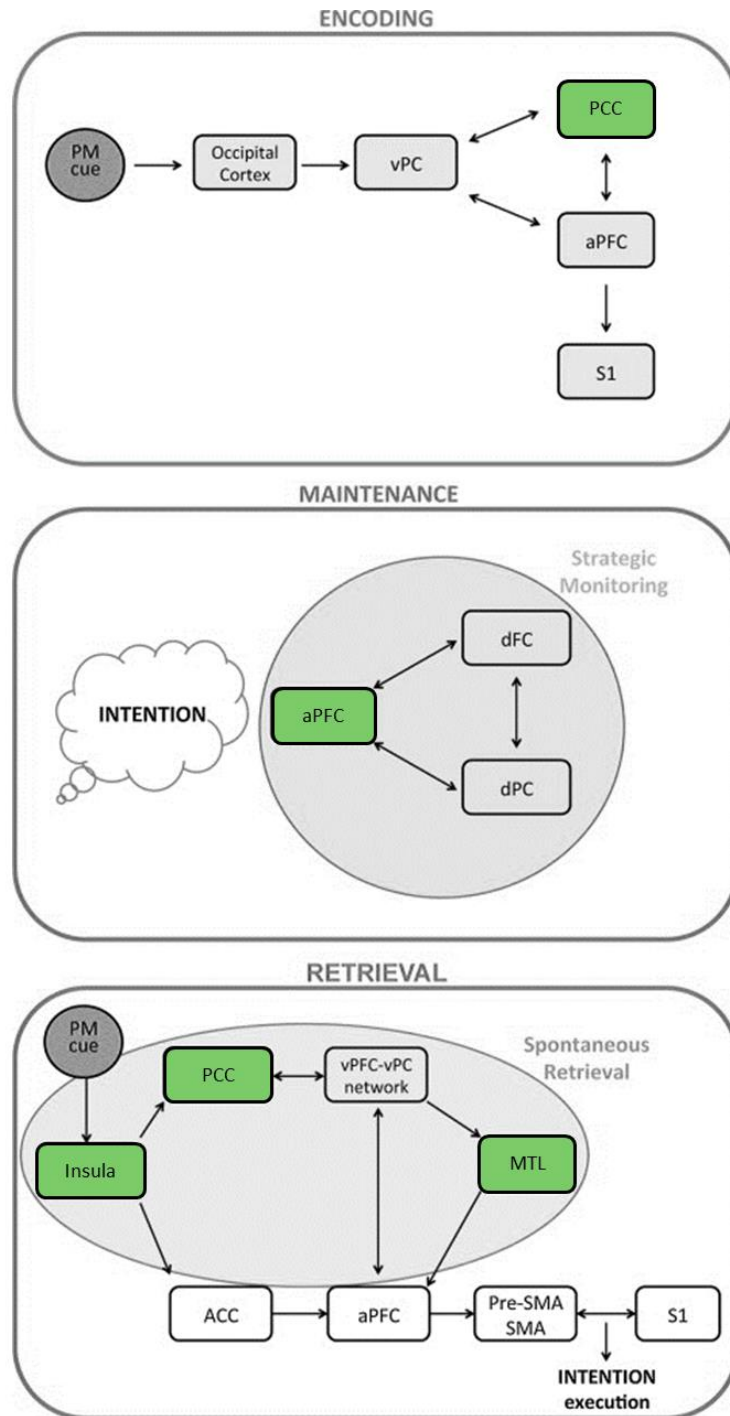 ENCODING
PM
cue
Occipital
Cortex
vPC
PCC
aPFC
S1
MAINTENANCE
Strategic
Monitoring
INTENTION
aPFC
dFC
dPC
RETRIEVAL
PM
cue
Spontaneous
Retrieval
PCC
vPFC-vPC
network
Insula
MTL
ACC
aPFC
Pre-SMA
SMA
S1
INTENTION
execution